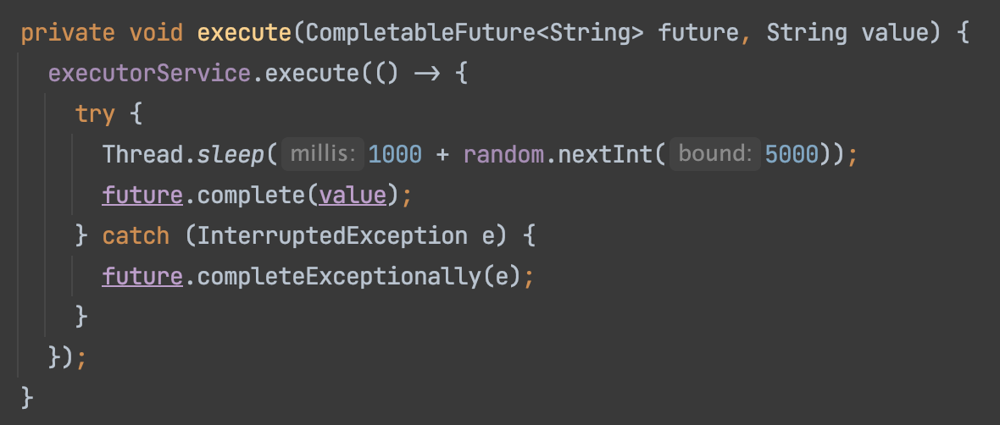 private void execute(CompletableFuture<String> future, String value) {
executorService.execute(() -> {
try {
Thread.sleep( millis: 1000 + random.nextInt( bound: 5000));
future.complete(value);
} catch (InterruptedException e) {
future.completeExceptionally(e);
}
});
}